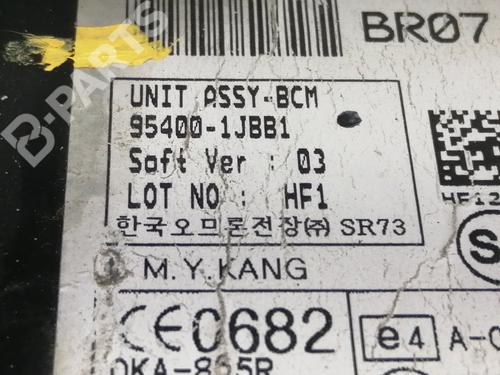 BR07
UNIT ASSY-BCM
95400-1JBB1
Soft Ver : 03
LOT NO : HF1
한국오므론전장㈜ SR73
M.Y.KANG
CE0682
e4
B-PARTS